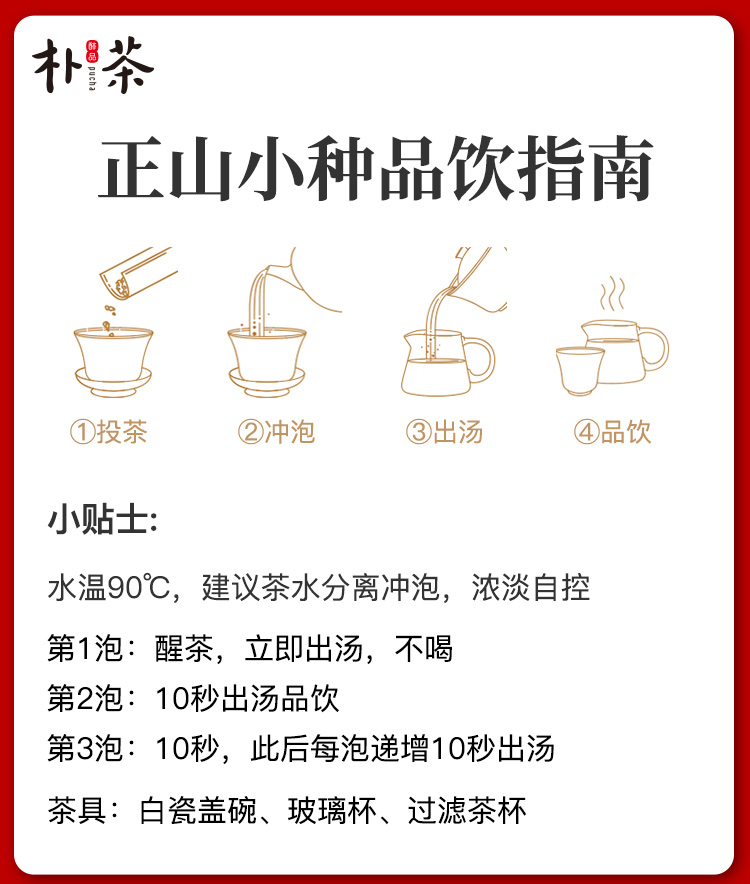 朴茶
醇品
pucha
正山小种品饮指南
①投茶 ②冲泡 ③出汤 ④品饮
小贴士:
水温90℃，建议茶水分离冲泡，浓淡自控
第1泡：醒茶，立即出汤，不喝
第2泡：10秒出汤品饮
第3泡：10秒，此后每泡递增10秒出汤
茶具：白瓷盖碗、玻璃杯、过滤茶杯